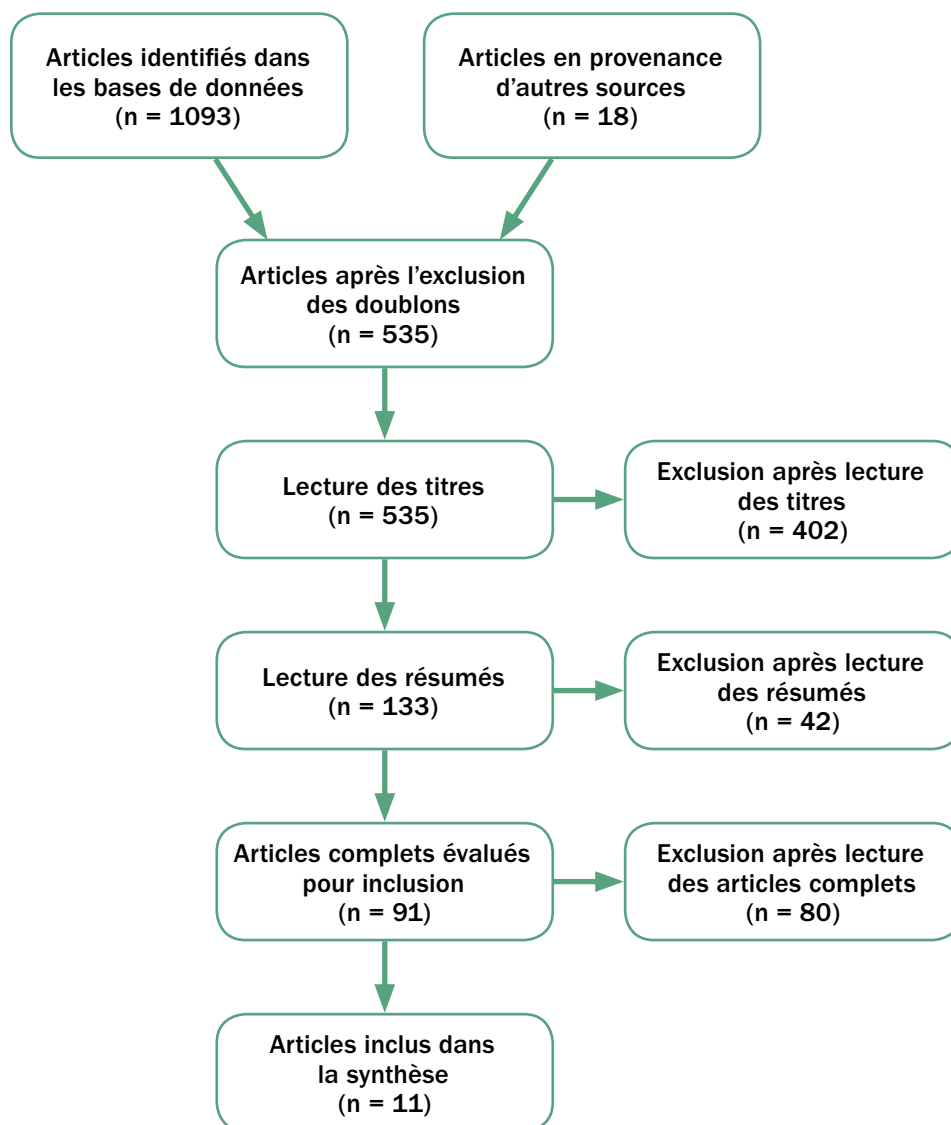 Articles identifiés dans
les bases de données
(n = 1093)
Articles en provenance
d’autres sources
(n = 18)
Articles après l’exclusion
des doublons
(n = 535)
Lecture des titres
(n = 535)
Exclusion après lecture
des titres
(n = 402)
Lecture des résumés
(n = 133)
Exclusion après lecture
des résumés
(n = 42)
Articles complets évalués
pour inclusion
(n = 91)
Exclusion après lecture
des articles complets
(n = 80)
Articles inclus dans
la synthèse
(n = 11)